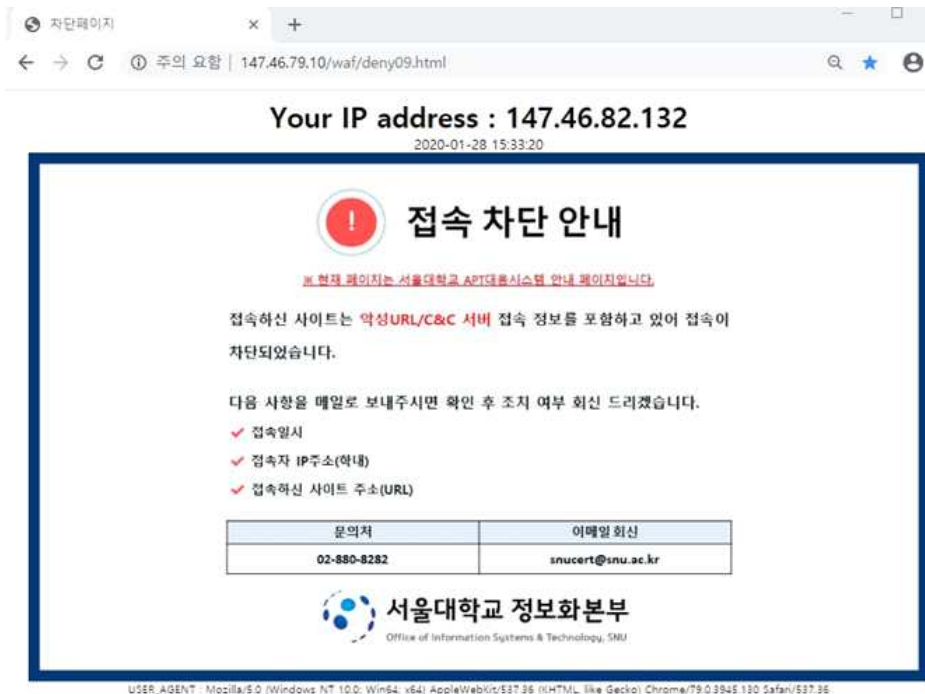 차단페이지
주의 요함 | 147.46.79.10/waf/deny09.html
Your IP address : 147.46.82.132
2020-01-28 15:33:20
!
접속 차단 안내
※ 현재 페이지는 서울대학교 APT대응시스템 안내 페이지입니다.
접속하신 사이트는 악성URL/C&C 서버 접속 정보를 포함하고 있어 접속이
차단되었습니다.
다음 사항을 메일로 보내주시면 확인 후 조치 여부 회신 드리겠습니다.
접속일시
접속자 IP주소(학내)
접속하신 사이트 주소(URL)
문의처 이메일 회신
02-880-8282 snucert@snu.ac.kr
서울대학교 정보화본부
Office of Information Systems & Technology, SNU
USER_AGENT : Mozilla/5.0 (Windows NT 10.0; Win64; x64) AppleWebKit/537.36 (KHTML, like Gecko) Chrome/79.0.3945.130 Safari/537.36